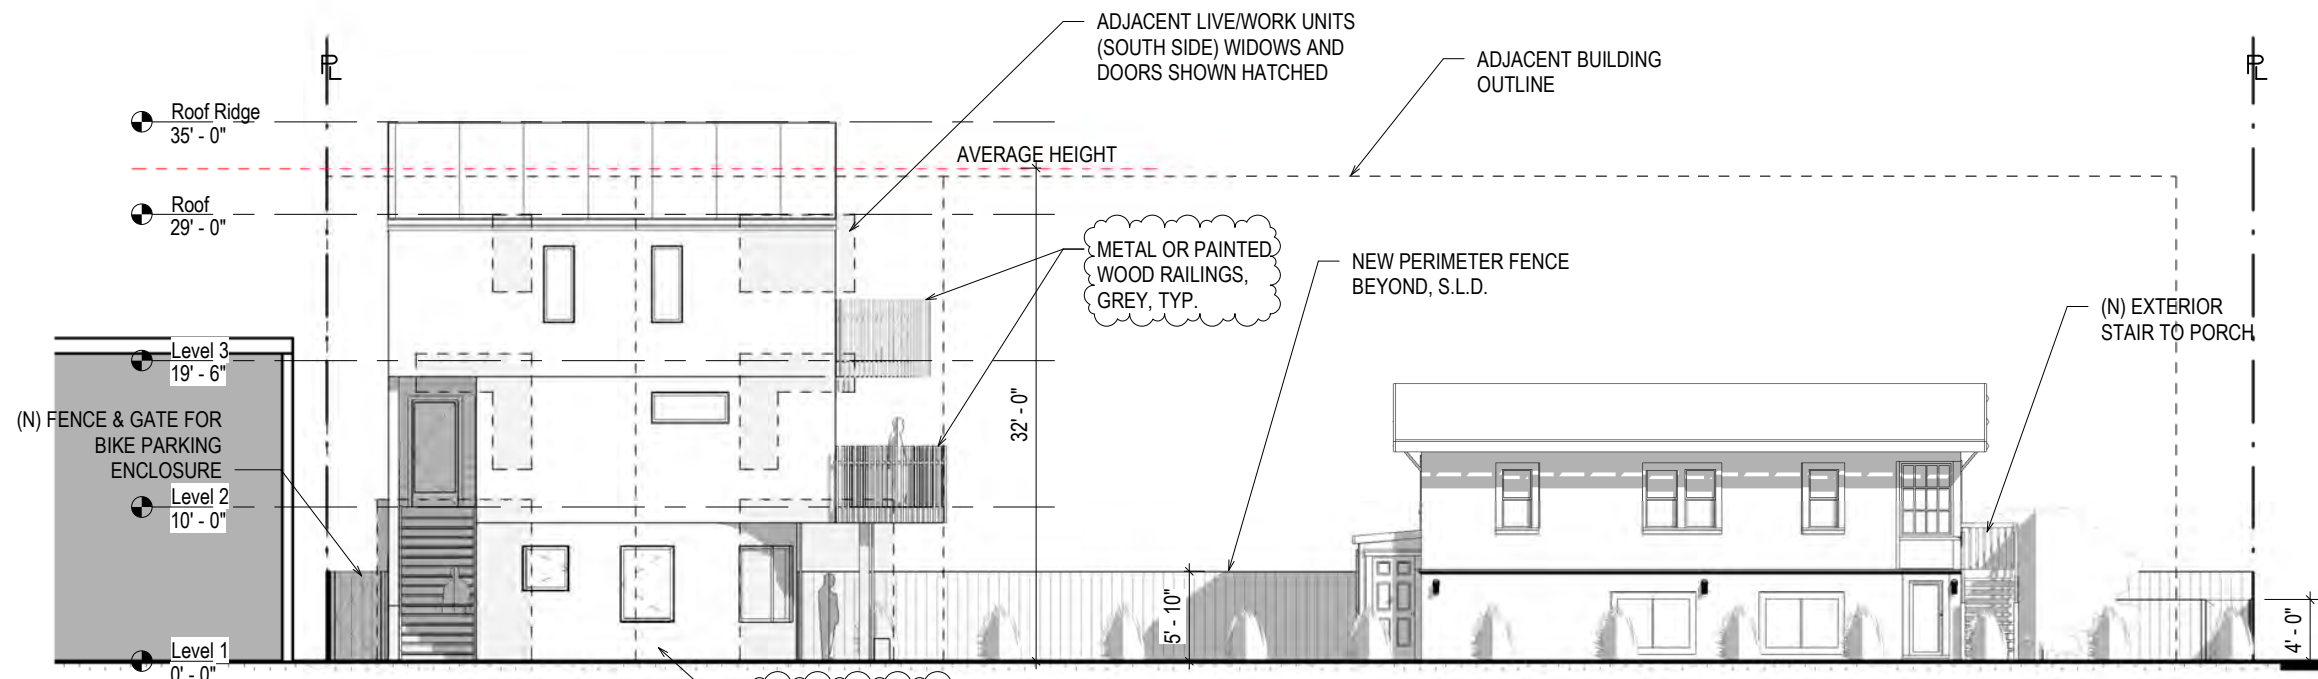 ADJACENT LIVE/WORK UNITS
(SOUTH SIDE) WIDOWS AND
DOORS SHOWN HATCHED
ADJACENT BUILDING
OUTLINE
PL
PL
Roof Ridge
35' - 0"
AVERAGE HEIGHT
Roof
29' - 0"
METAL OR PAINTED
WOOD RAILINGS,
GREY, TYP.
NEW PERIMETER FENCE
BEYOND, S.L.D.
(N) EXTERIOR
STAIR TO PORCH
Level 3
19' - 6"
32' - 0"
(N) FENCE & GATE FOR
BIKE PARKING
ENCLOSURE
Level 2
10' - 0"
5' - 10"
4' - 0"
Level 1
0' - 0"